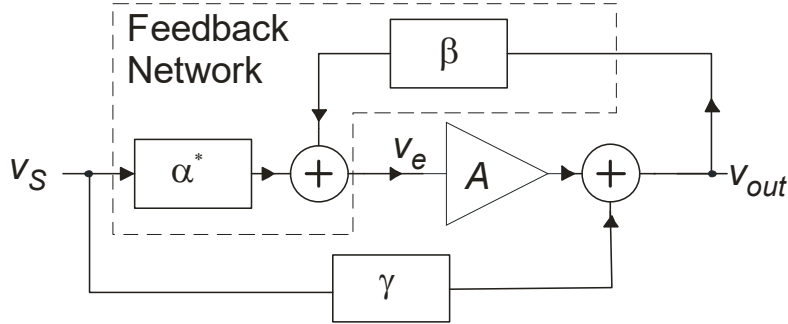 Feedback
Network
β
v_S
α*
+
v_e
A
+
v_out
γ